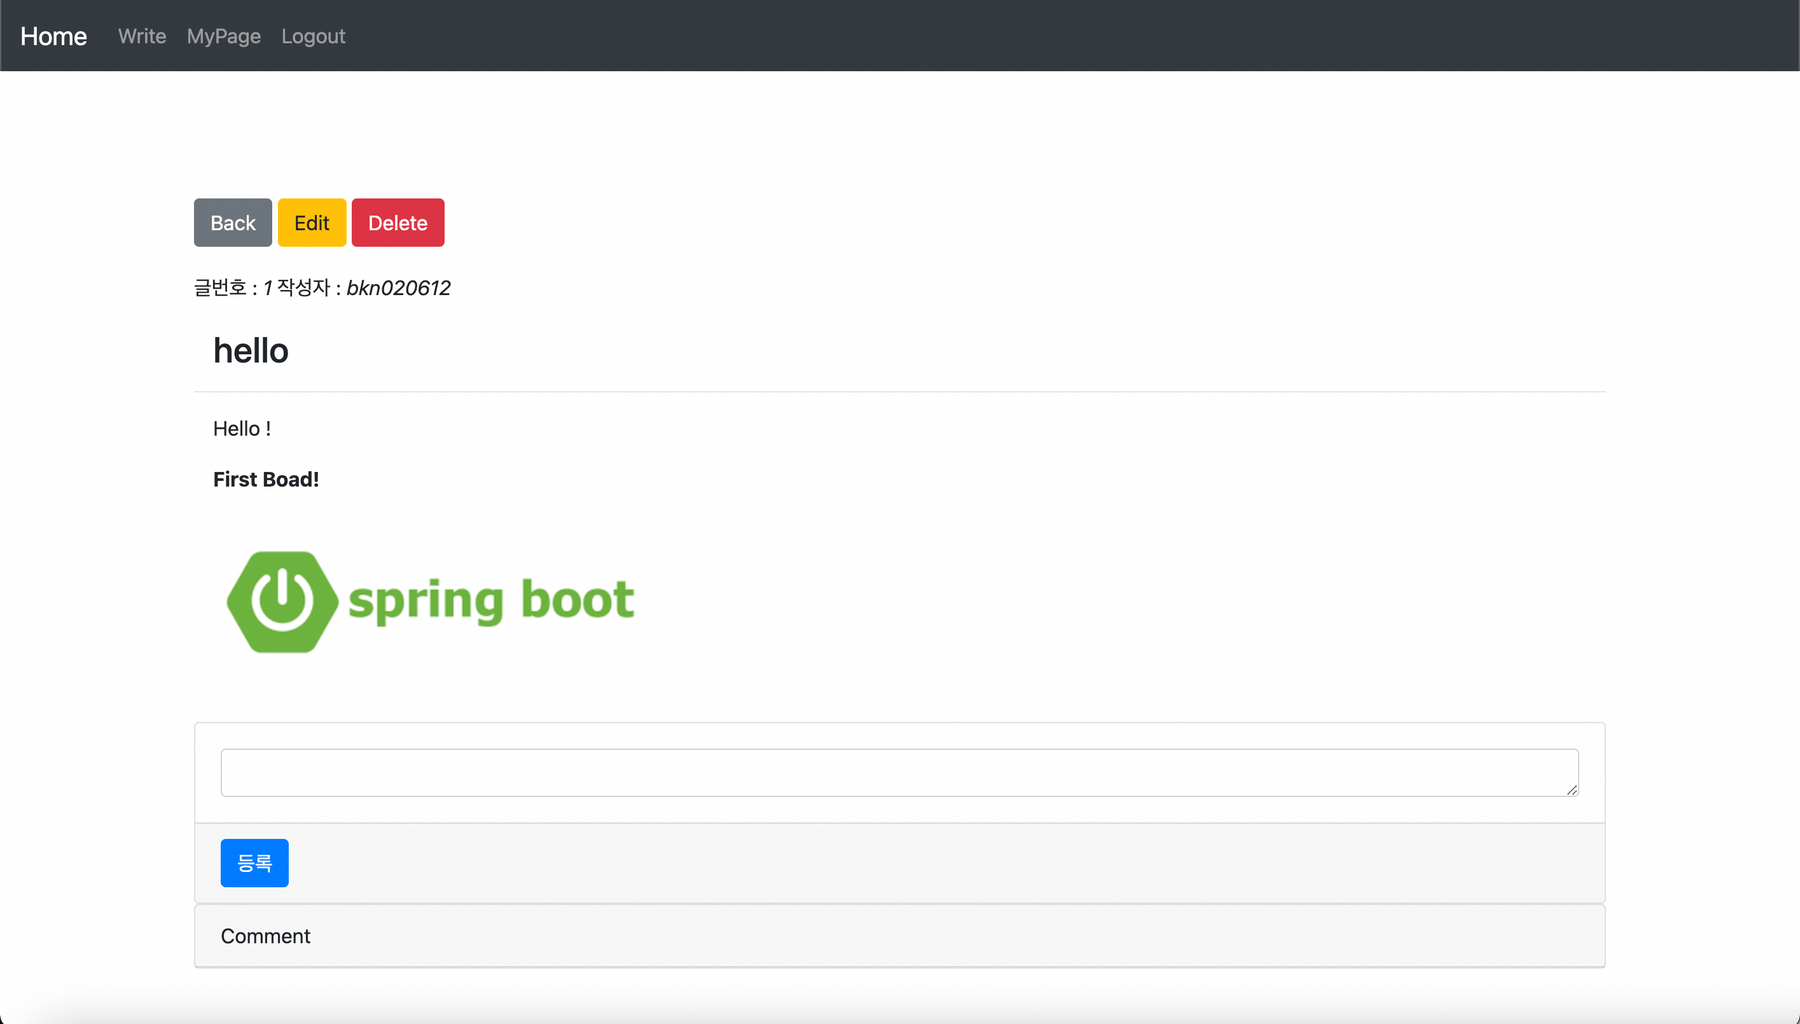 Home Write MyPage Logout
Back Edit Delete
글번호 : 1 작성자 : bkn020612
hello
Hello !
First Boad!
spring boot
등록
Comment